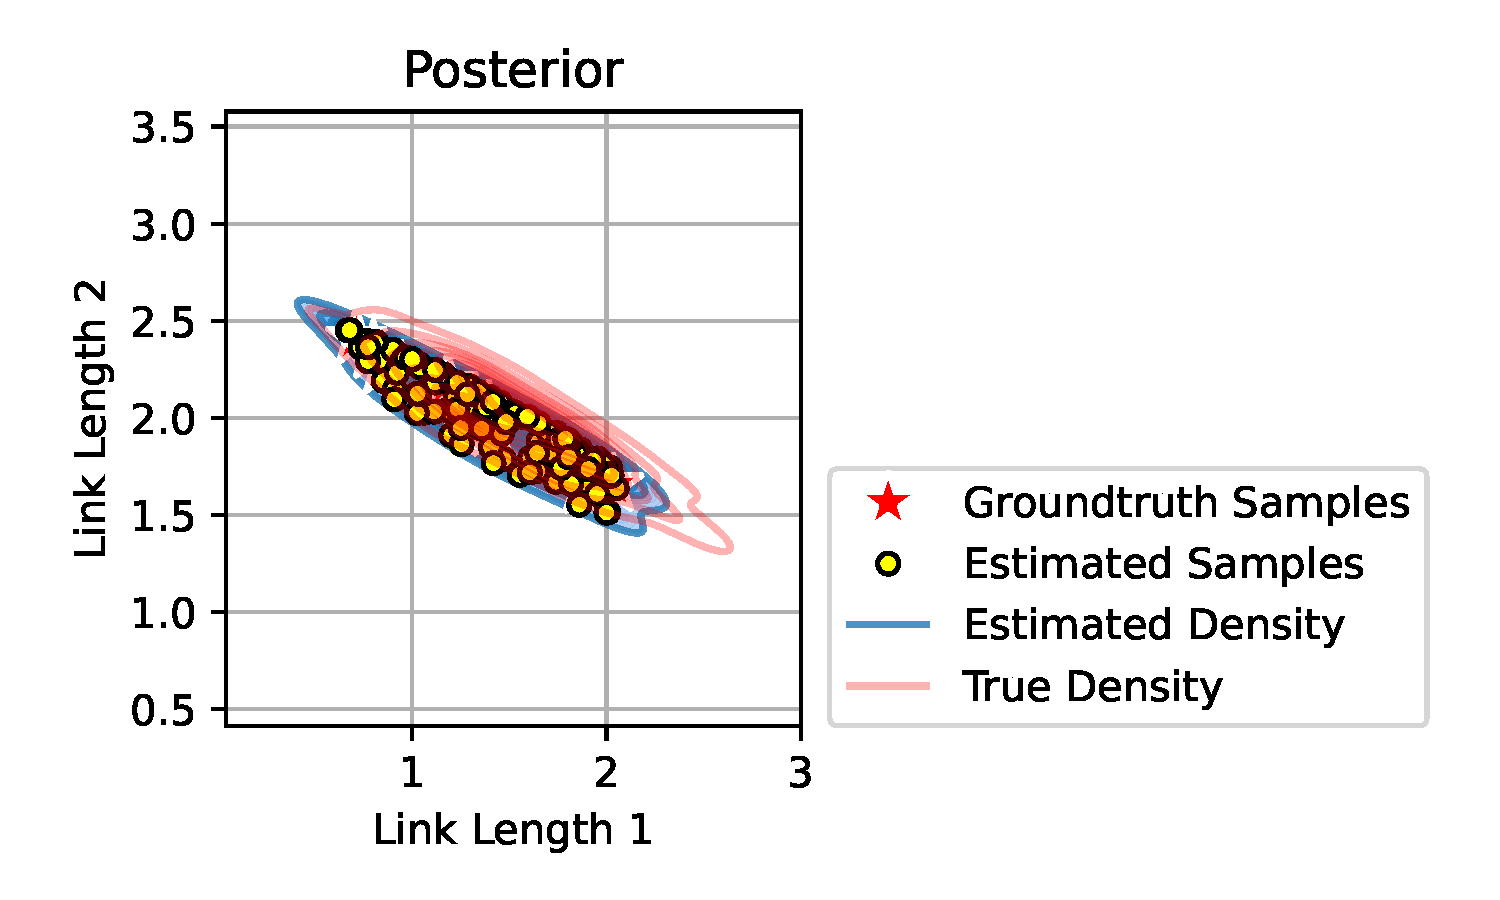 Posterior
3.5
3.0
2.5
2.0
1.5
1.0
0.5
Link Length 2
1
2
3
Link Length 1
Groundtruth Samples
Estimated Samples
Estimated Density
True Density